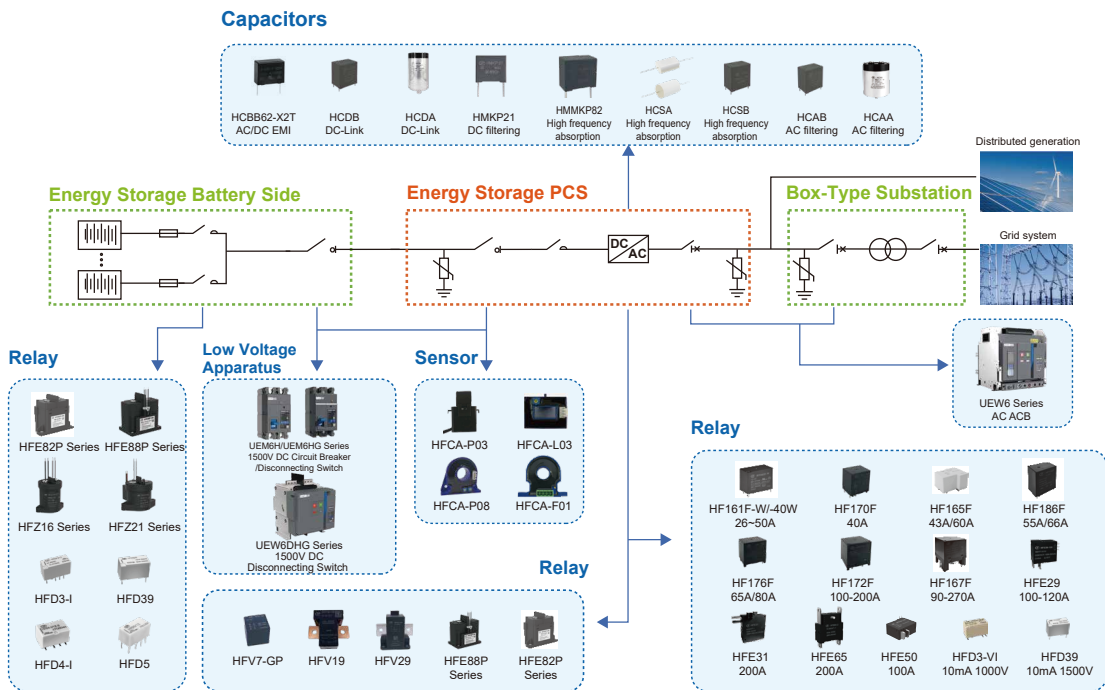 Capacitors
HCBB62-X2T
AC/DC EMI
HCDB
DC-Link
HCDA
DC-Link
HMKP21
DC filtering
HMMKP82
High frequency
absorption
HCSA
High frequency
absorption
HCSB
High frequency
absorption
HCAB
AC filtering
HCAA
AC filtering
Distributed generation
Energy Storage Battery Side
Energy Storage PCS
Box-Type Substation
DC
AC
Grid system
Relay
HFE82P Series
HFE88P Series
HFZ16 Series
HFZ21 Series
HFD3-I
HFD39
HFD4-I
HFD5
Low Voltage
Apparatus
UEM6H/UEM6HG Series
1500V DC Circuit Breaker
/Disconnecting Switch
UEW6DHG Series
1500V DC
Disconnecting Switch
Sensor
HFCA-P03
HFCA-L03
HFCA-P08
HFCA-F01
UEW6 Series
AC ACB
Relay
HFV7-GP
HFV19
HFV29
HFE88P
Series
HFE82P
Series
Relay
HF161F-W/-40W
26~50A
HF170F
40A
HF165F
43A/60A
HF186F
55A/66A
HF176F
65A/80A
HF172F
100-200A
HF167F
90-270A
HFE29
100-120A
HFE31
200A
HFE65
200A
HFE50
100A
HFD3-VI
10mA 1000V
HFD39
10mA 1500V